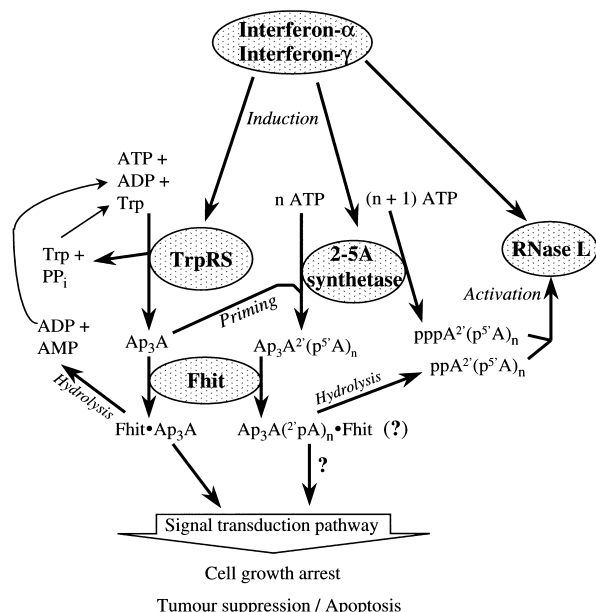 Interferon-α
Interferon-γ
Induction
ATP +
ADP +
Trp
n ATP
(n + 1) ATP
Trp +
PPi
TrpRS
2-5A
synthetase
RNase L
Activation
Priming
ADP +
AMP
Ap3A
Ap3A2'(p5'A)n
pppA2'(p5'A)n
ppA2'(p5'A)n
Fhit
Hydrolysis
Hydrolysis
Fhit•Ap3A
Ap3A(2'pA)n•Fhit (?)
?
Signal transduction pathway
Cell growth arrest
Tumour suppression / Apoptosis